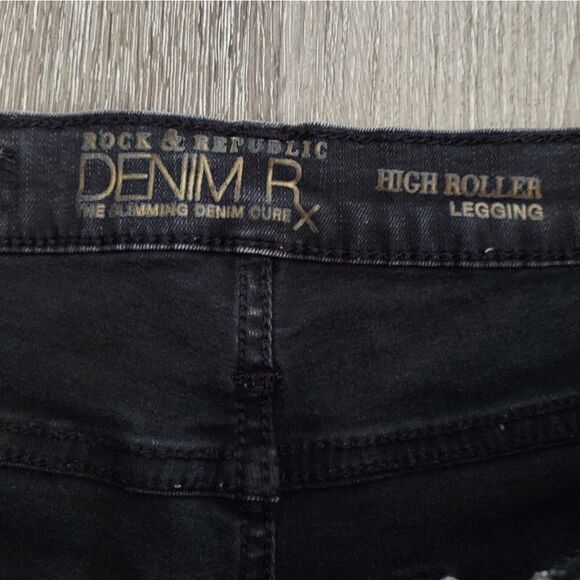 ROCK & REPUBLIC
DENIM Rx
THE SLIMMING DENIM CURE
HIGH ROLLER
LEGGING